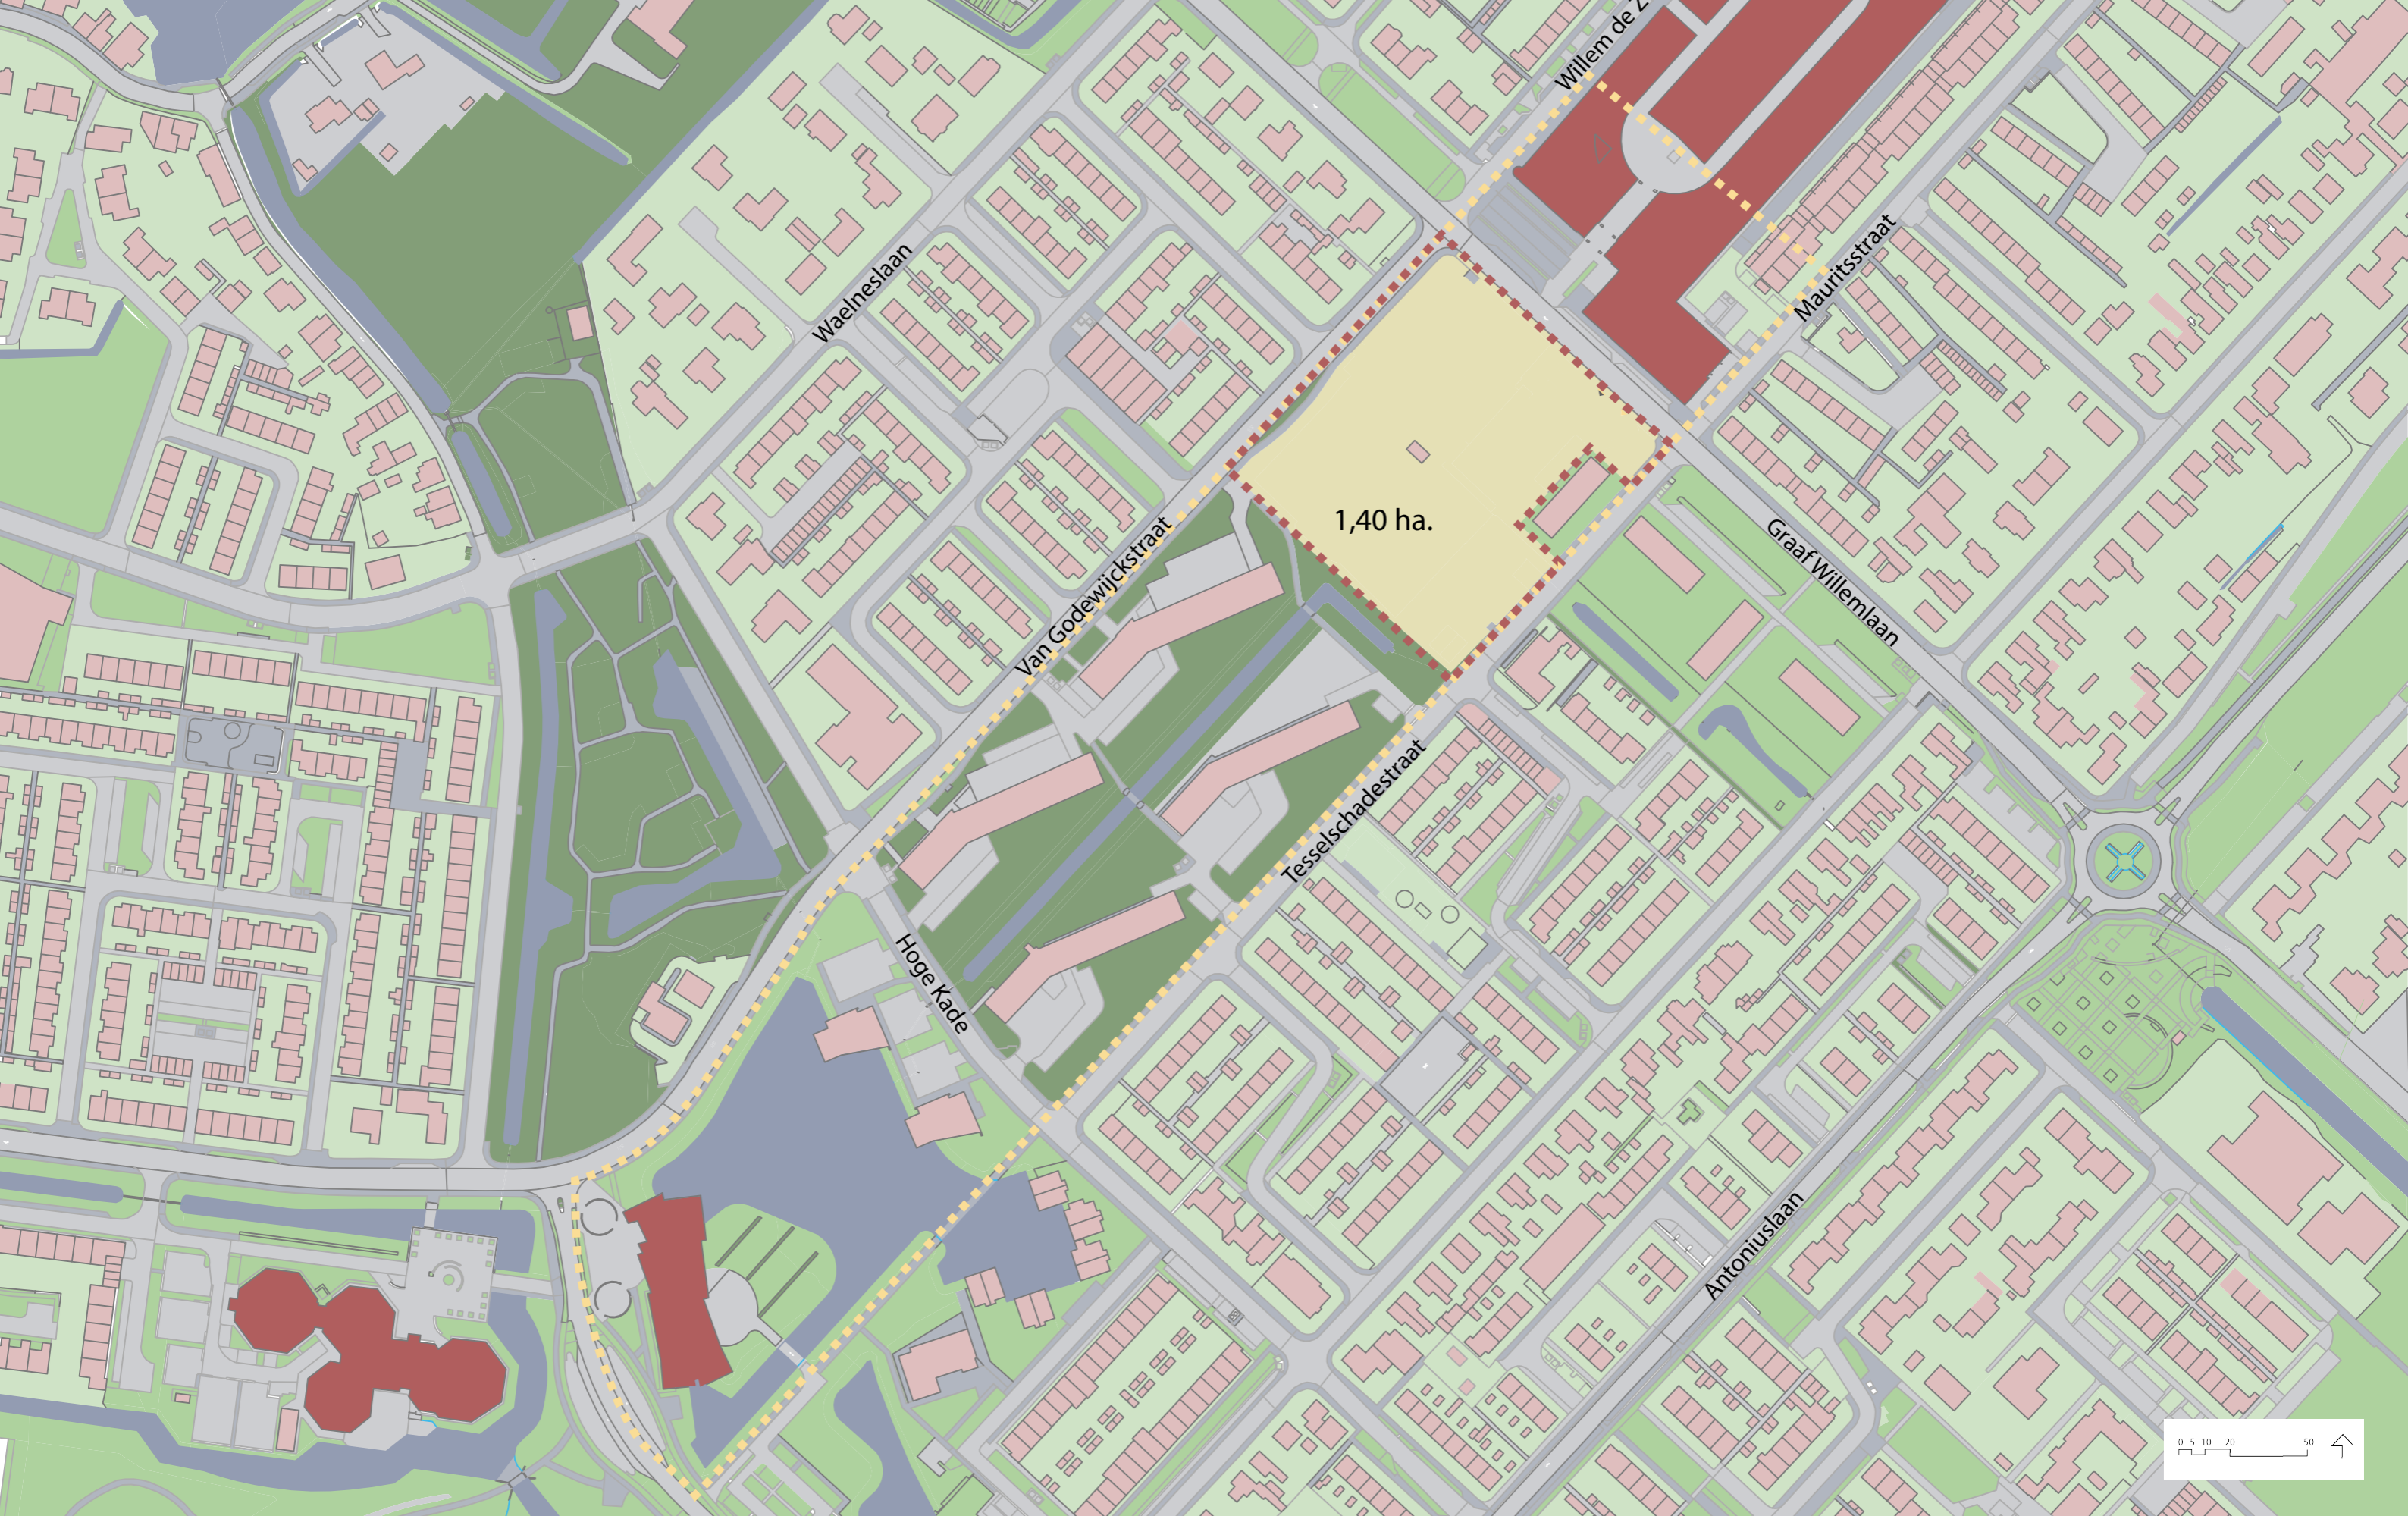 Willem de Z
Mauritsstraat
Waelneslaan
1,40 ha.
Graaf Willemlaan
Van Godewijckstraat
Tesselschadestraat
Hoge Kade
Antoniuslaan
0 5 10 20 50